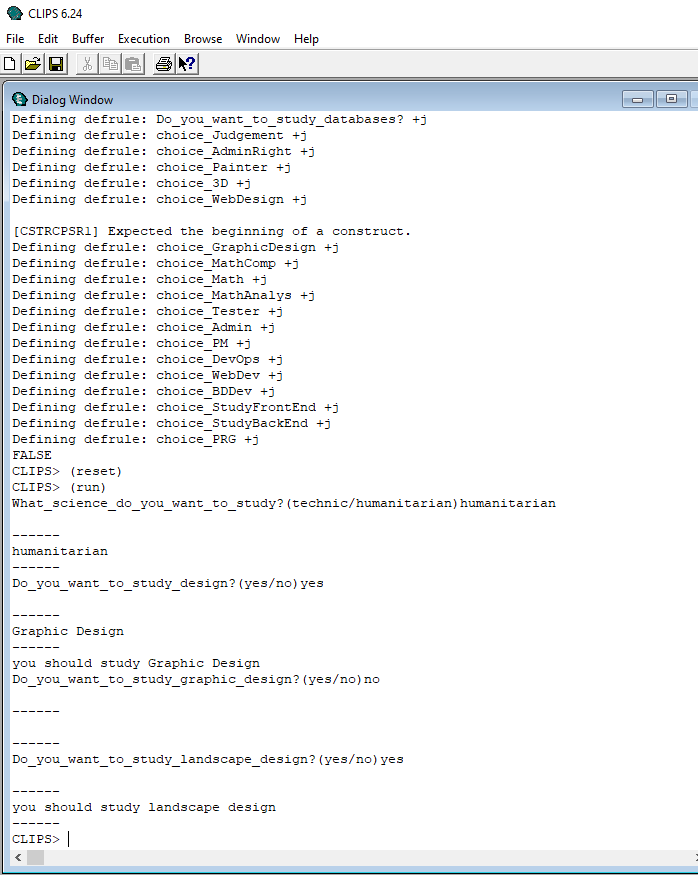 CLIPS 6.24
File Edit Buffer Execution Browse Window Help
Dialog Window
Defining defrule: Do_you_want_to_study_databases? +j
Defining defrule: choice_Judgement +j
Defining defrule: choice_AdminRight +j
Defining defrule: choice_Painter +j
Defining defrule: choice_3D +j
Defining defrule: choice_WebDesign +j
[CSTRCPSR1] Expected the beginning of a construct.
Defining defrule: choice_GraphicDesign +j
Defining defrule: choice_MathComp +j
Defining defrule: choice_Math +j
Defining defrule: choice_MathAnalys +j
Defining defrule: choice_Tester +j
Defining defrule: choice_Admin +j
Defining defrule: choice_PM +j
Defining defrule: choice_DevOps +j
Defining defrule: choice_WebDev +j
Defining defrule: choice_BDDev +j
Defining defrule: choice_StudyFrontEnd +j
Defining defrule: choice_StudyBackEnd +j
Defining defrule: choice_PRG +j
FALSE
CLIPS> (reset)
CLIPS> (run)
What_science_do_you_want_to_study?(technic/humanitarian)humanitarian
------
humanitarian
------
Do_you_want_to_study_design?(yes/no)yes
------
Graphic Design
------
you should study Graphic Design
Do_you_want_to_study_graphic_design?(yes/no)no
------
------
Do_you_want_to_study_landscape_design?(yes/no)yes
------
you should study landscape design
------
CLIPS>